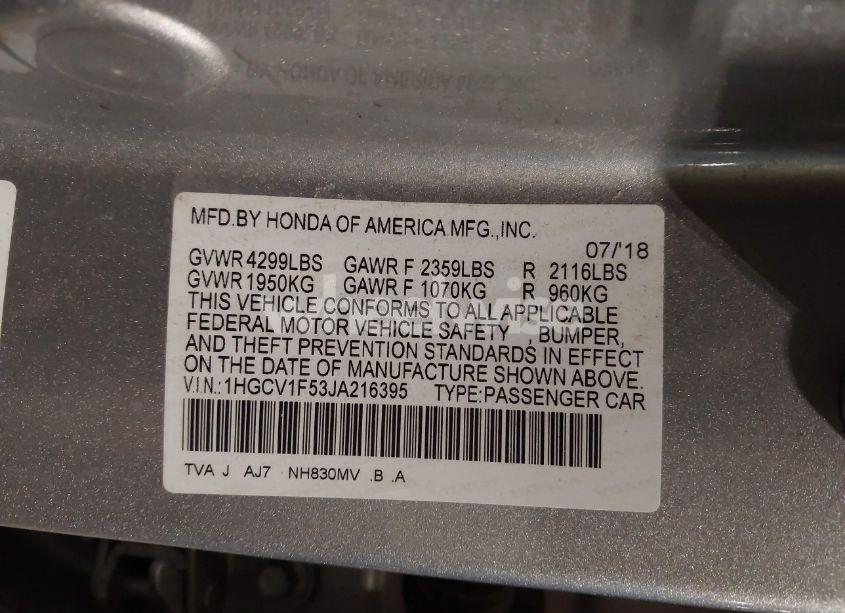 MFD.BY HONDA OF AMERICA MFG.,INC.
07/'18
GVWR 4299LBS GAWR F 2359LBS R 2116LBS
GVWR 1950KG GAWR F 1070KG R 960KG
THIS VEHICLE CONFORMS TO ALL APPLICABLE
FEDERAL MOTOR VEHICLE SAFETY , BUMPER,
AND THEFT PREVENTION STANDARDS IN EFFECT
ON THE DATE OF MANUFACTURE SHOWN ABOVE.
V.I.N.:1HGCV1F53JA216395 TYPE:PASSENGER CAR
TVA J AJ7 NH830MV .B .A